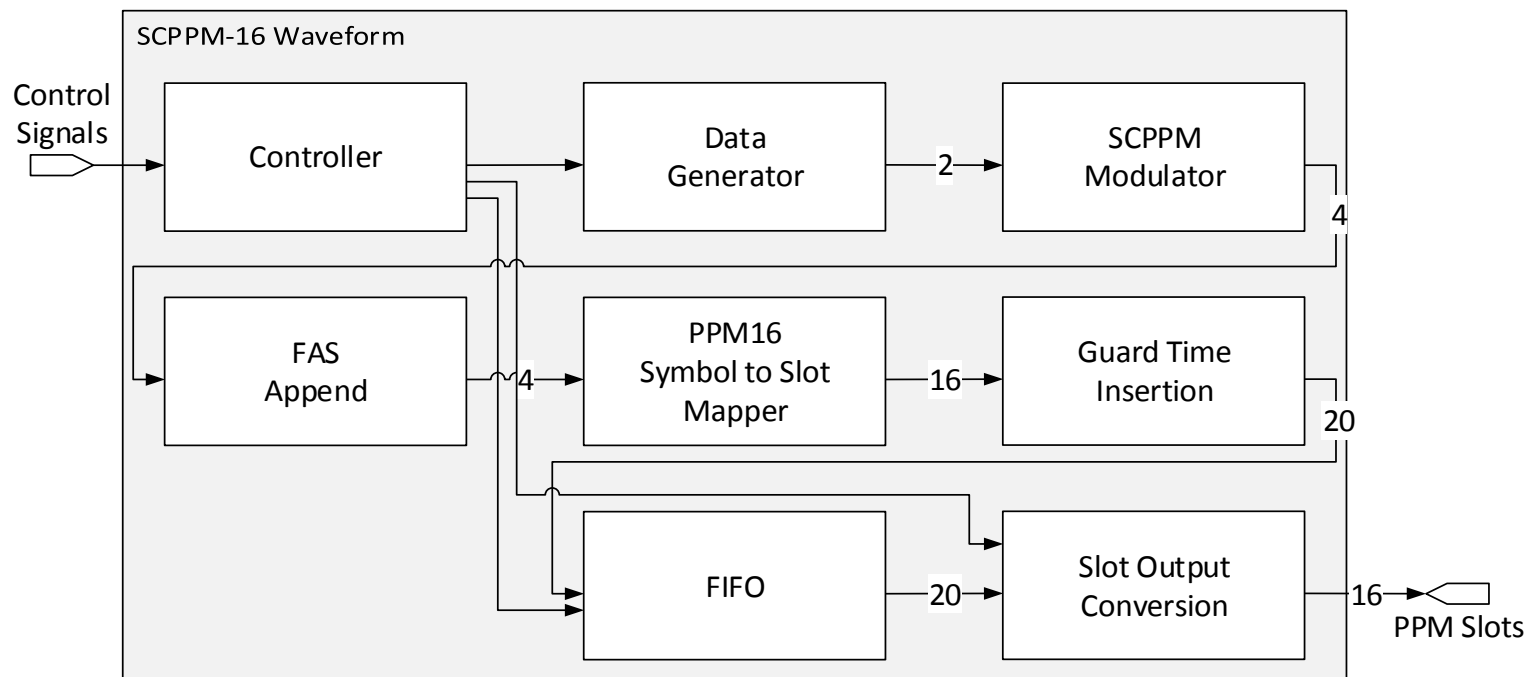 SCPPM-16 Waveform
Control
Signals
Controller
Data
Generator
2
SCPPM
Modulator
4
FAS
Append
4
PPM16
Symbol to Slot
Mapper
16
Guard Time
Insertion
20
FIFO
20
Slot Output
Conversion
16
PPM Slots